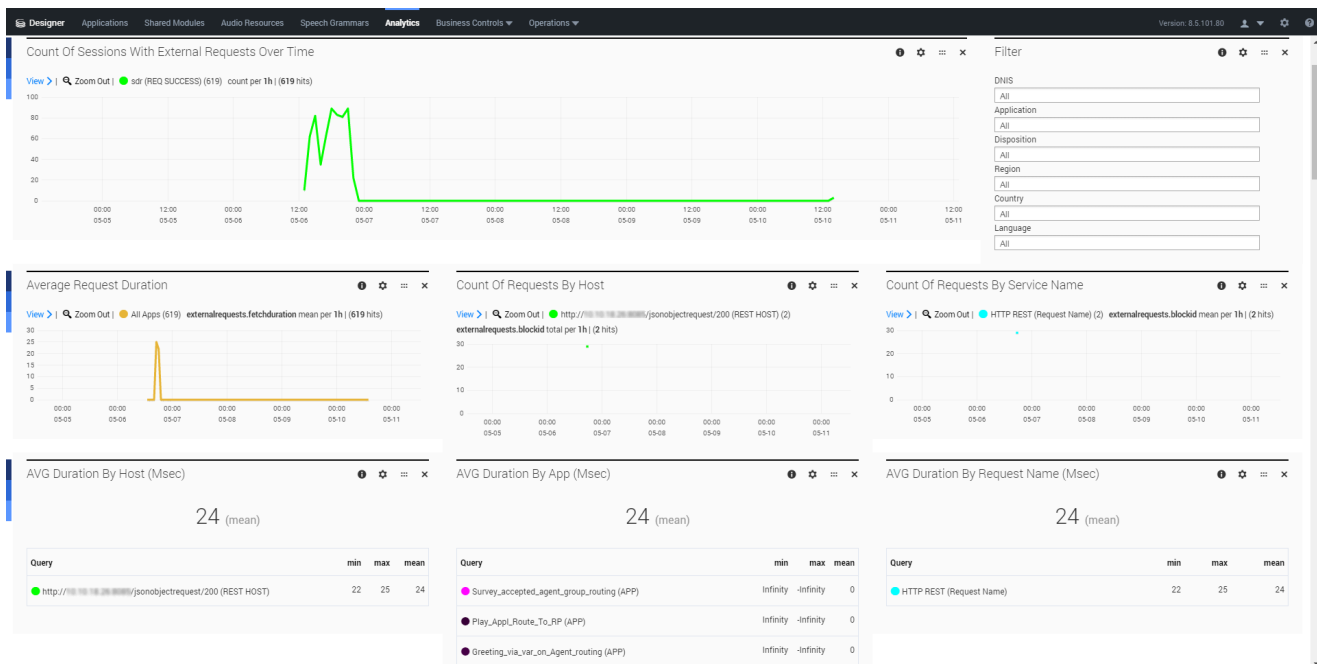 Designer Applications Shared Modules Audio Resources Speech Grammars Analytics Business Controls Operations Version: 8.5.101.80
Count Of Sessions With External Requests Over Time
View > | Zoom Out | sdr (REQ SUCCESS) (619) count per 1h | (619 hits)
100
80
60
40
20
0
00:00 12:00 00:00 12:00 00:00 12:00 00:00 12:00 00:00 12:00 00:00 12:00 00:00 12:00
05-05 05-05 05-06 05-06 05-07 05-07 05-08 05-08 05-09 05-09 05-10 05-10 05-11 05-11
Filter
DNIS
All
Application
All
Disposition
All
Region
All
Country
All
Language
All
Average Request Duration
View > | Zoom Out | All Apps (619) externalrequests.fetchduration mean per 1h | (619 hits)
30
25
20
15
10
5
0
00:00 00:00 00:00 00:00 00:00 00:00 00:00
05-05 05-06 05-07 05-08 05-09 05-10 05-11
Count Of Requests By Host
View > | Zoom Out | http:// /jsonobjectrequest/200 (REST HOST) (2)
externalrequests.blockid total per 1h | (2 hits)
30
20
10
0
00:00 00:00 00:00 00:00 00:00 00:00 00:00
05-05 05-06 05-07 05-08 05-09 05-10 05-11
Count Of Requests By Service Name
View > | Zoom Out | HTTP REST (Request Name) (2) externalrequests.blockid mean per 1h | (2 hits)
30
20
10
0
00:00 00:00 00:00 00:00 00:00 00:00 00:00
05-05 05-06 05-07 05-08 05-09 05-10 05-11
AVG Duration By Host (Msec)
24 (mean)
Query min max mean
http:// /jsonobjectrequest/200 (REST HOST) 22 25 24
AVG Duration By App (Msec)
24 (mean)
Query min max mean
Survey_accepted_agent_group_routing (APP) Infinity -Infinity 0
Play_Appl_Route_To_RP (APP) Infinity -Infinity 0
Greeting_via_var_on_Agent_routing (APP) Infinity -Infinity 0
AVG Duration By Request Name (Msec)
24 (mean)
Query min max mean
HTTP REST (Request Name) 22 25 24